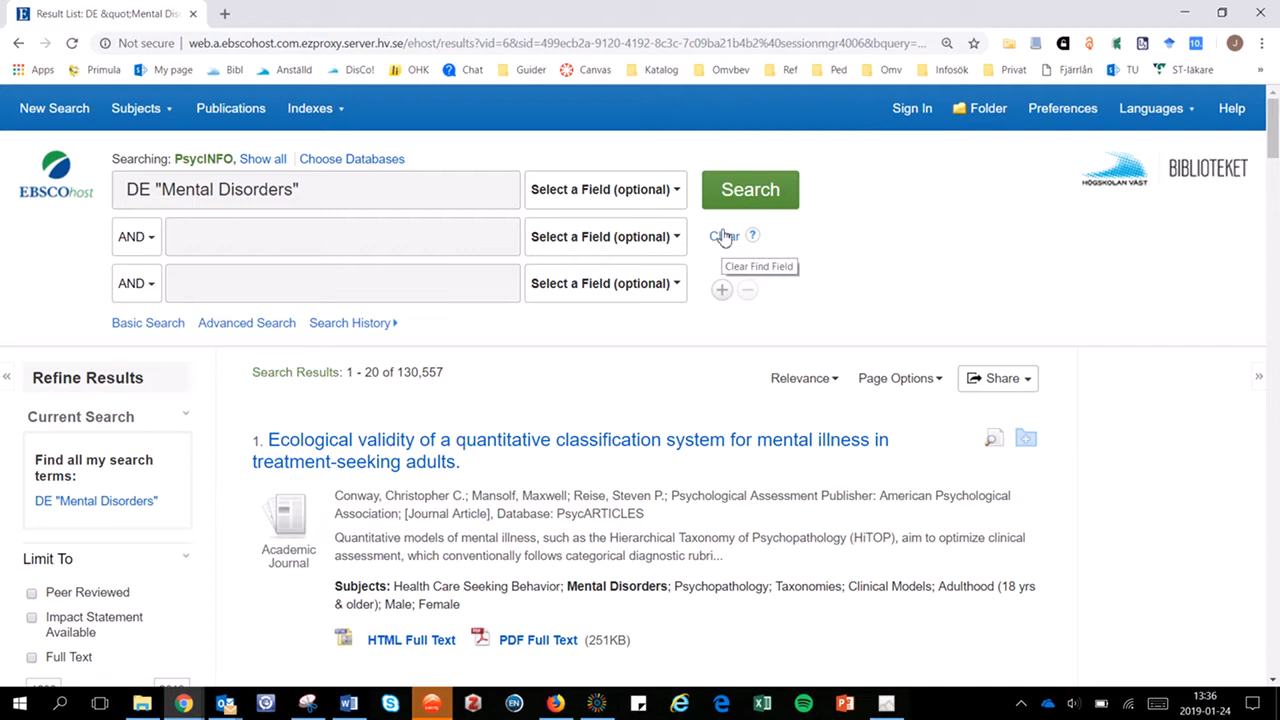 Result List: DE &quot;Mental Dis
Not secure web.a.ebscohost.com.ezproxy.server.hv.se/ehost/results?vid=6&sid=499ecb2a-9120-4192-8c3c-7c09ba21b4b2%40sessionmgr4006&bquery=...
Apps Primula My page Bibl Anställd DisCo! OHK Chat Guider Canvas Katalog Omvbev Ref Ped Omv Infosök Privat Fjärrlån TU ST-läkare »
New Search Subjects Publications Indexes Sign In Folder Preferences Languages Help
Searching: PsycINFO, Show all Choose Databases
EBSCOhost
DE "Mental Disorders" Select a Field (optional) Search
HÖGSKOLAN VÄST BIBLIOTEKET
AND Select a Field (optional) ?
Clear Find Field
AND Select a Field (optional)
Basic Search Advanced Search Search History
Refine Results
Search Results: 1 - 20 of 130,557
Relevance Page Options Share
Current Search
Find all my search
terms:
DE "Mental Disorders"
1. Ecological validity of a quantitative classification system for mental illness in
treatment-seeking adults.
Academic
Journal
Conway, Christopher C.; Mansolf, Maxwell; Reise, Steven P.; Psychological Assessment Publisher: American Psychological
Association; [Journal Article], Database: PsycARTICLES
Quantitative models of mental illness, such as the Hierarchical Taxonomy of Psychopathology (HiTOP), aim to optimize clinical
assessment, which conventionally follows categorical diagnostic rubri...
Subjects: Health Care Seeking Behavior; Mental Disorders; Psychopathology; Taxonomies; Clinical Models; Adulthood (18 yrs
& older); Male; Female
HTML Full Text PDF Full Text (251KB)
Limit To
Peer Reviewed
Impact Statement
Available
Full Text
13:36
2019-01-24